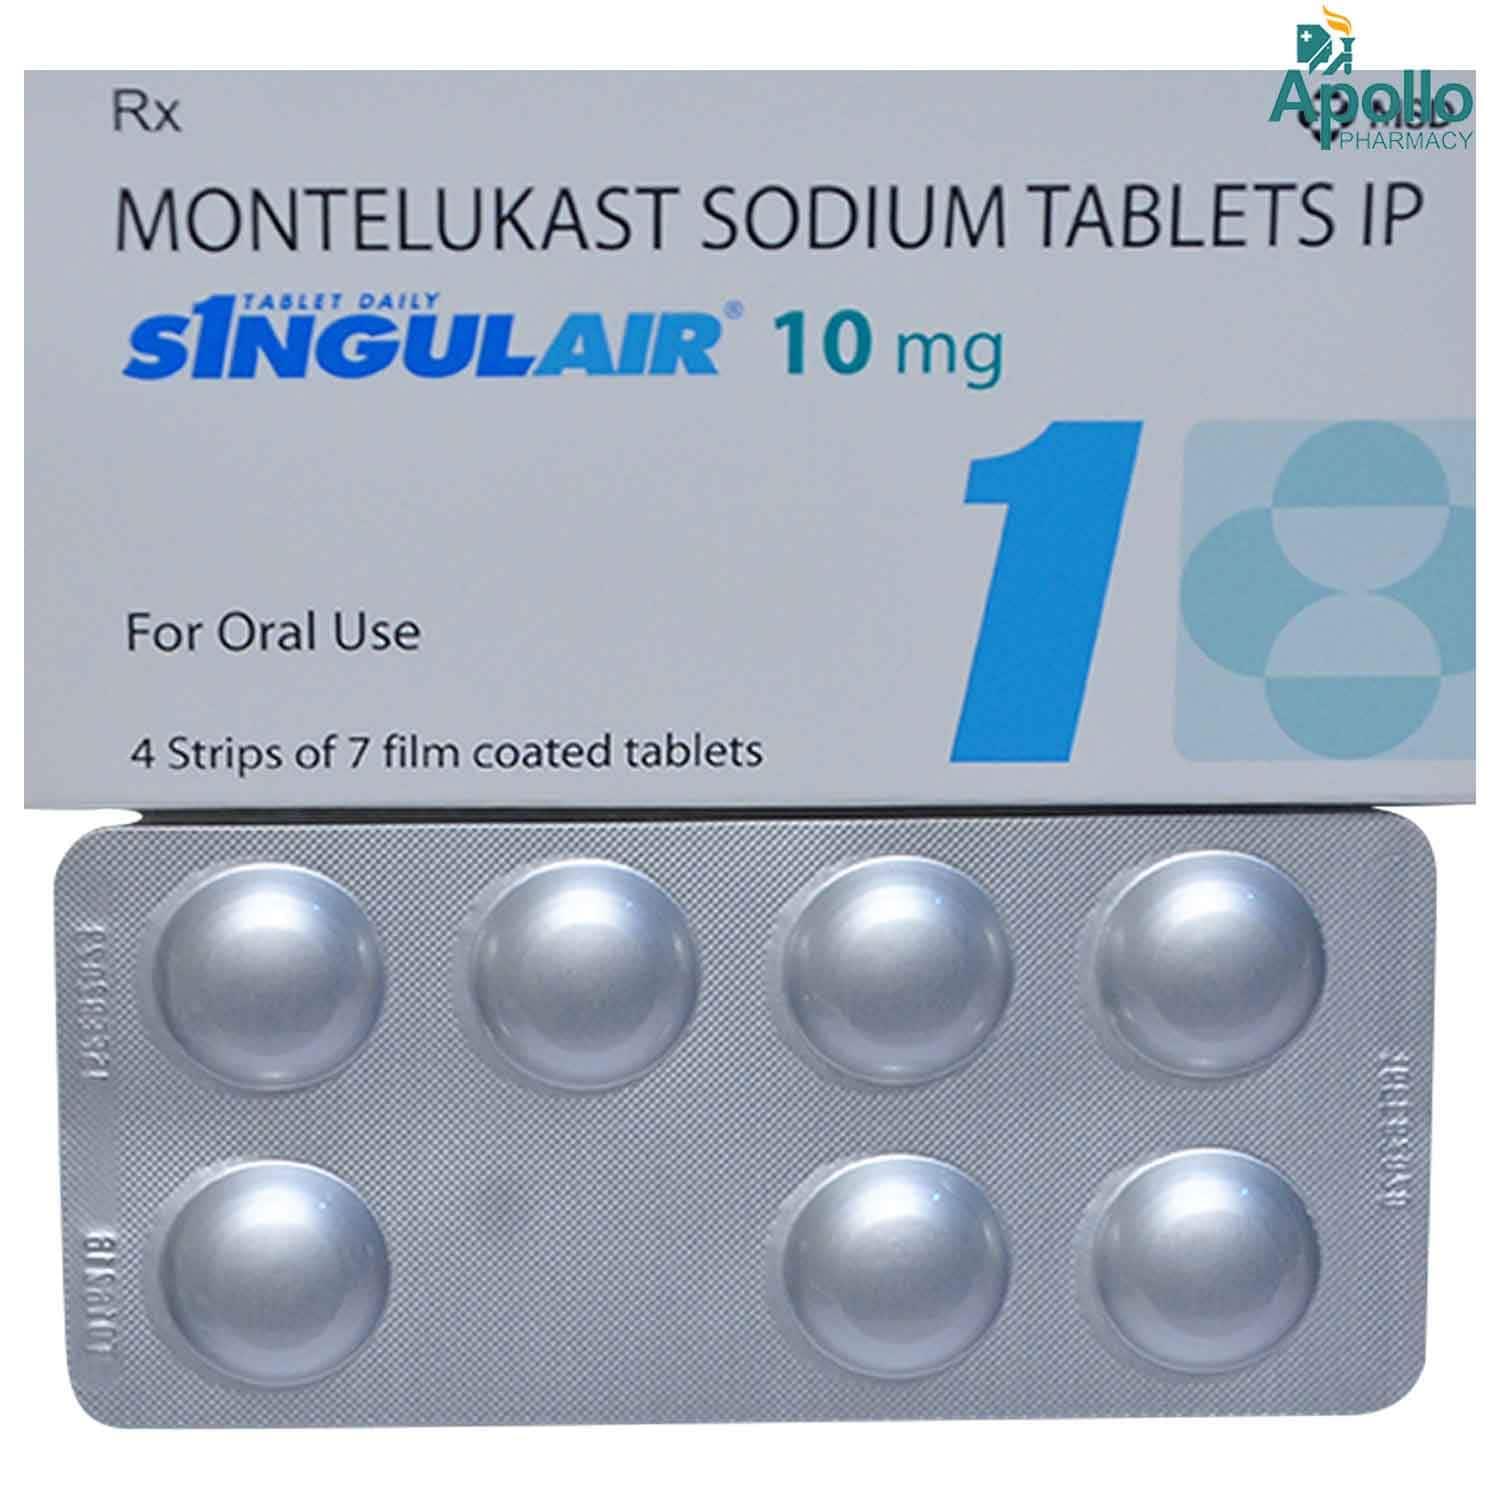 Apollo
PHARMACY
Rx
MSD
MONTELUKAST SODIUM TABLETS IP
TABLET DAILY
S1NGULAIR® 10 mg
1
For Oral Use
4 Strips of 7 film coated tablets